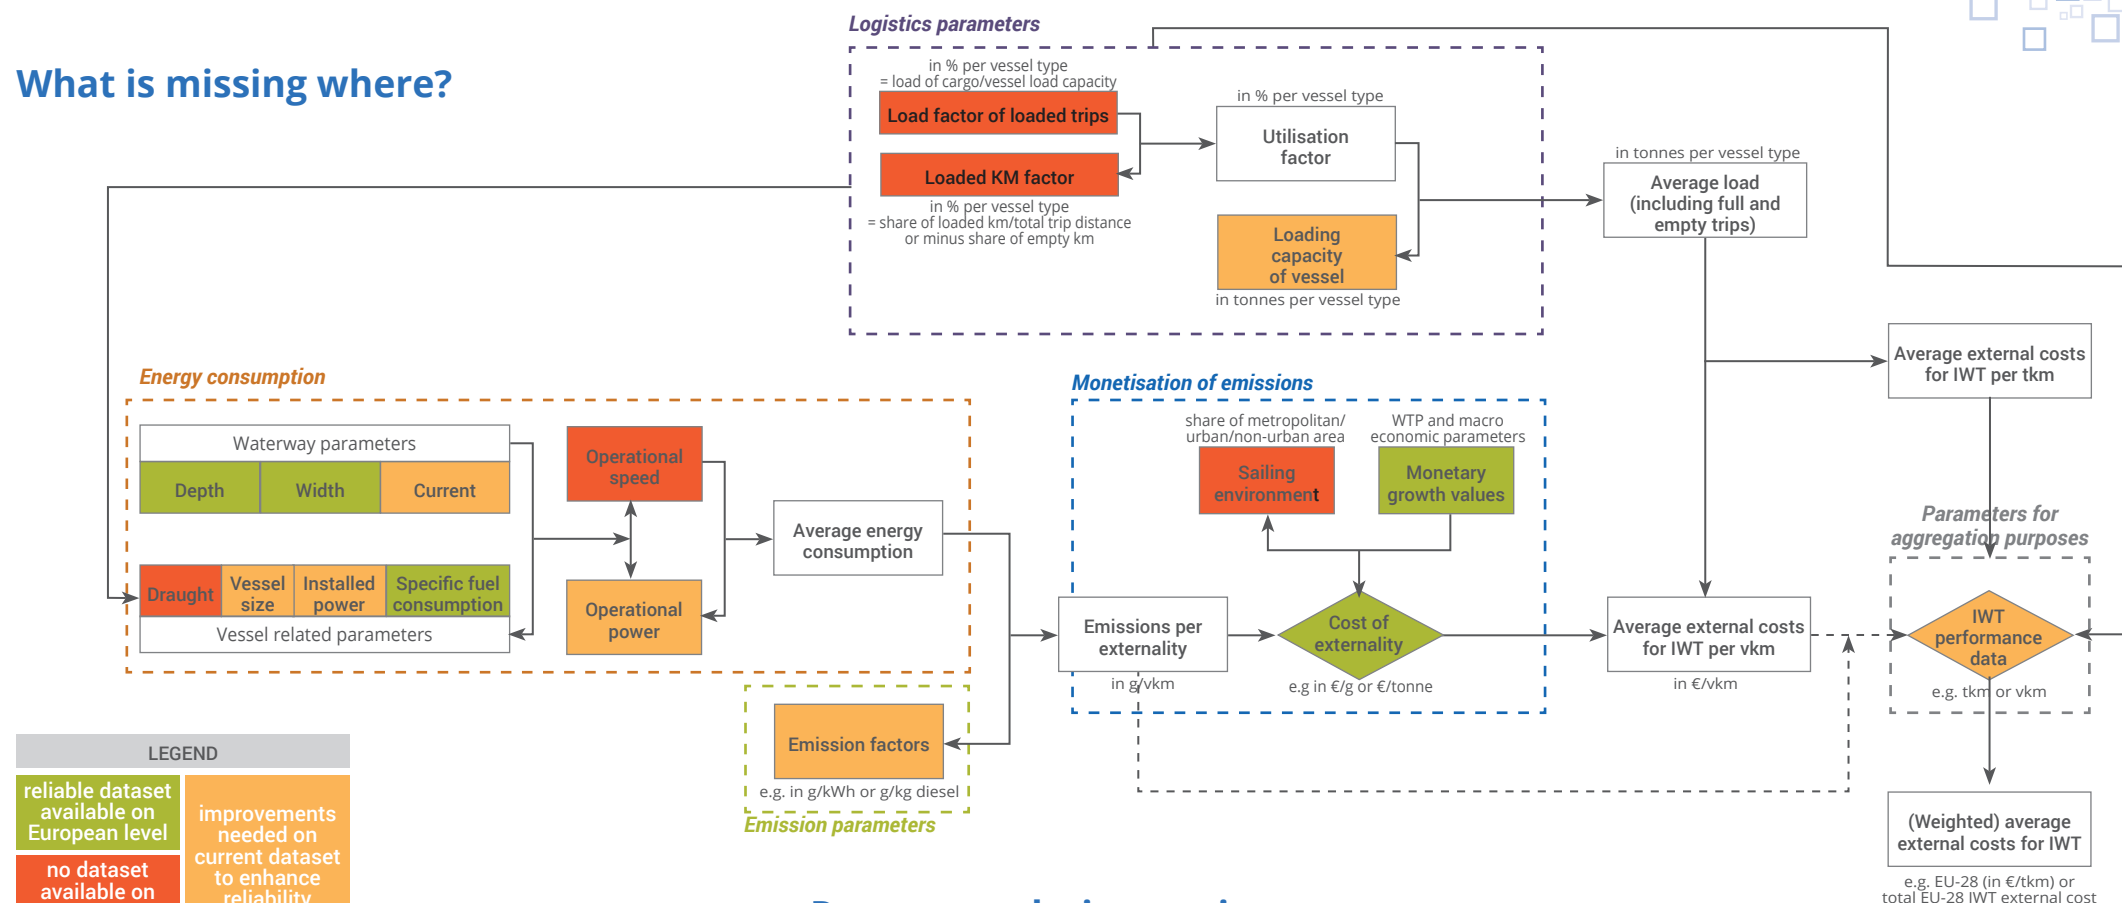 What is missing where?
Logistics parameters
in % per vessel type
= load of cargo/vessel load capacity
Load factor of loaded trips
Loaded KM factor
in % per vessel type
= share of loaded km/total trip distance
or minus share of empty km
in % per vessel type
Utilisation
factor
Loading
capacity
of vessel
in tonnes per vessel type
in tonnes per vessel type
Average load
(including full and
empty trips)
Average external costs
for IWT per tkm
Energy consumption
Waterway parameters
Depth
Width
Current
Draught
Vessel
size
Installed
power
Specific fuel
consumption
Vessel related parameters
Operational
speed
Operational
power
Average energy
consumption
Monetisation of emissions
share of metropolitan/
urban/non-urban area
Sailing
environment
WTP and macro
economic parameters
Monetary
growth values
Emissions per
externality
in g/vkm
Cost of
externality
e.g in €/g or €/tonne
Average external costs
for IWT per vkm
in €/vkm
Parameters for
aggregation purposes
IWT
performance
data
e.g. tkm or vkm
Emission factors
e.g. in g/kWh or g/kg diesel
Emission parameters
(Weighted) average
external costs for IWT
e.g. EU-28 (in €/tkm) or
total EU-28 IWT external cost
LEGEND
reliable dataset
available on
European level
no dataset
available on
improvements
needed on
current dataset
to enhance
reliability